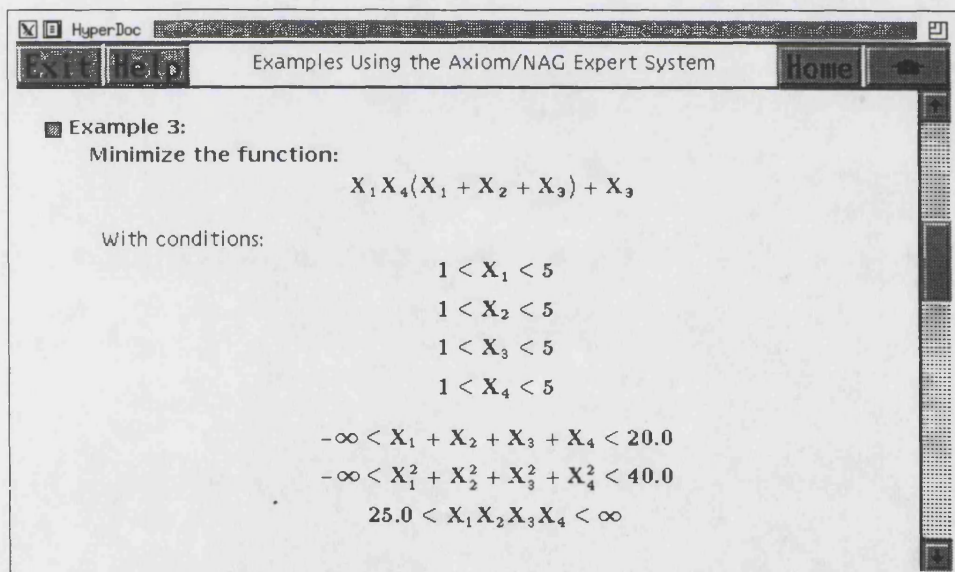 HyperDoc
Exit Help Examples Using the Axiom/NAG Expert System Home
Example 3:
Minimize the function:
X₁X₄(X₁ + X₂ + X₃) + X₃
With conditions:
1 < X₁ < 5
1 < X₂ < 5
1 < X₃ < 5
1 < X₄ < 5
-∞ < X₁ + X₂ + X₃ + X₄ < 20.0
-∞ < X₁² + X₂² + X₃² + X₄² < 40.0
25.0 < X₁X₂X₃X₄ < ∞